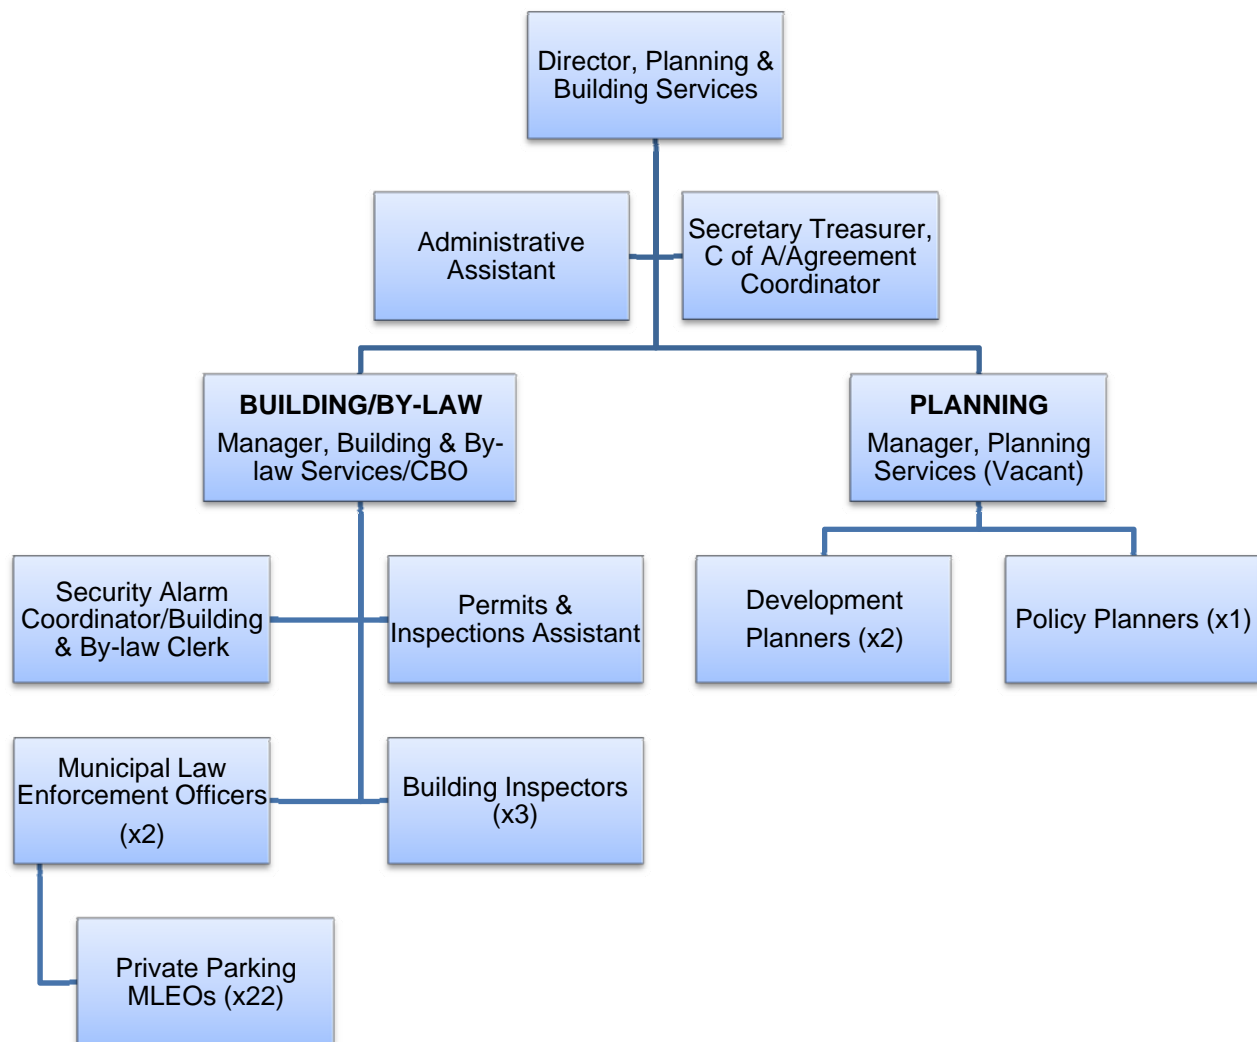 Director, Planning &
Building Services
Administrative
Assistant
Secretary Treasurer,
C of A/Agreement
Coordinator
BUILDING/BY-LAW
Manager, Building & By-
law Services/CBO
PLANNING
Manager, Planning
Services (Vacant)
Security Alarm
Coordinator/Building
& By-law Clerk
Permits &
Inspections Assistant
Development
Planners (x2)
Policy Planners (x1)
Municipal Law
Enforcement Officers
(x2)
Building Inspectors
(x3)
Private Parking
MLEOs (x22)